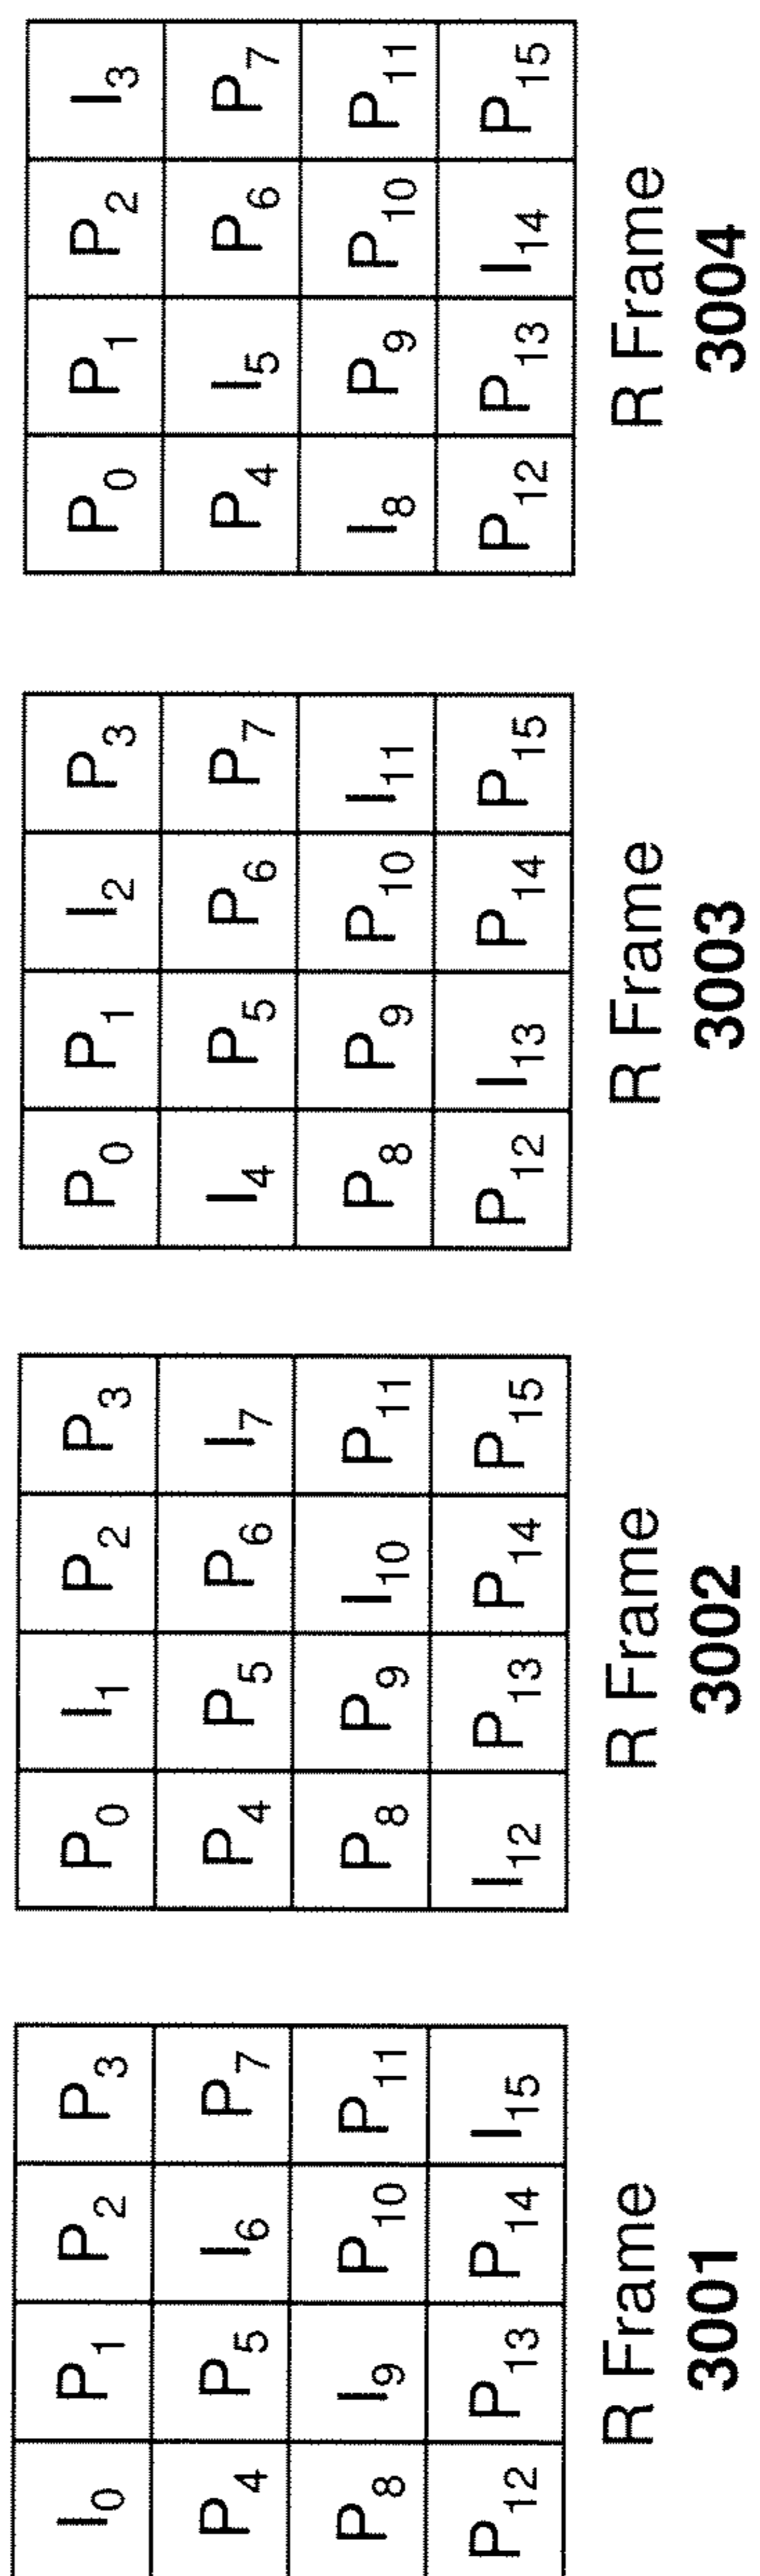 I0 P1 P2 P3
P4 P5 I6 P7
P8 I9 P10 P11
P12 P13 P14 I15
R Frame
3001
P0 I1 P2 P3
P4 P5 P6 I7
P8 P9 I10 P11
I12 P13 P14 P15
R Frame
3002
P0 P1 I2 P3
I4 P5 P6 P7
P8 P9 P10 I11
P12 I13 P14 P15
R Frame
3003
P0 P1 P2 I3
P4 I5 P6 P7
I8 P9 P10 P11
P12 P13 I14 P15
R Frame
3004